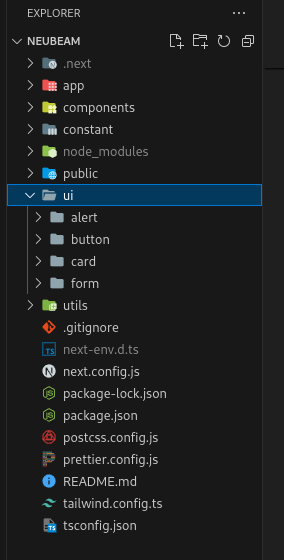 EXPLORER
NEUBEAM
.next
app
components
constant
node_modules
public
ui
alert
button
card
form
utils
.gitignore
next-env.d.ts
next.config.js
package-lock.json
package.json
postcss.config.js
prettier.config.js
README.md
tailwind.config.ts
tsconfig.json